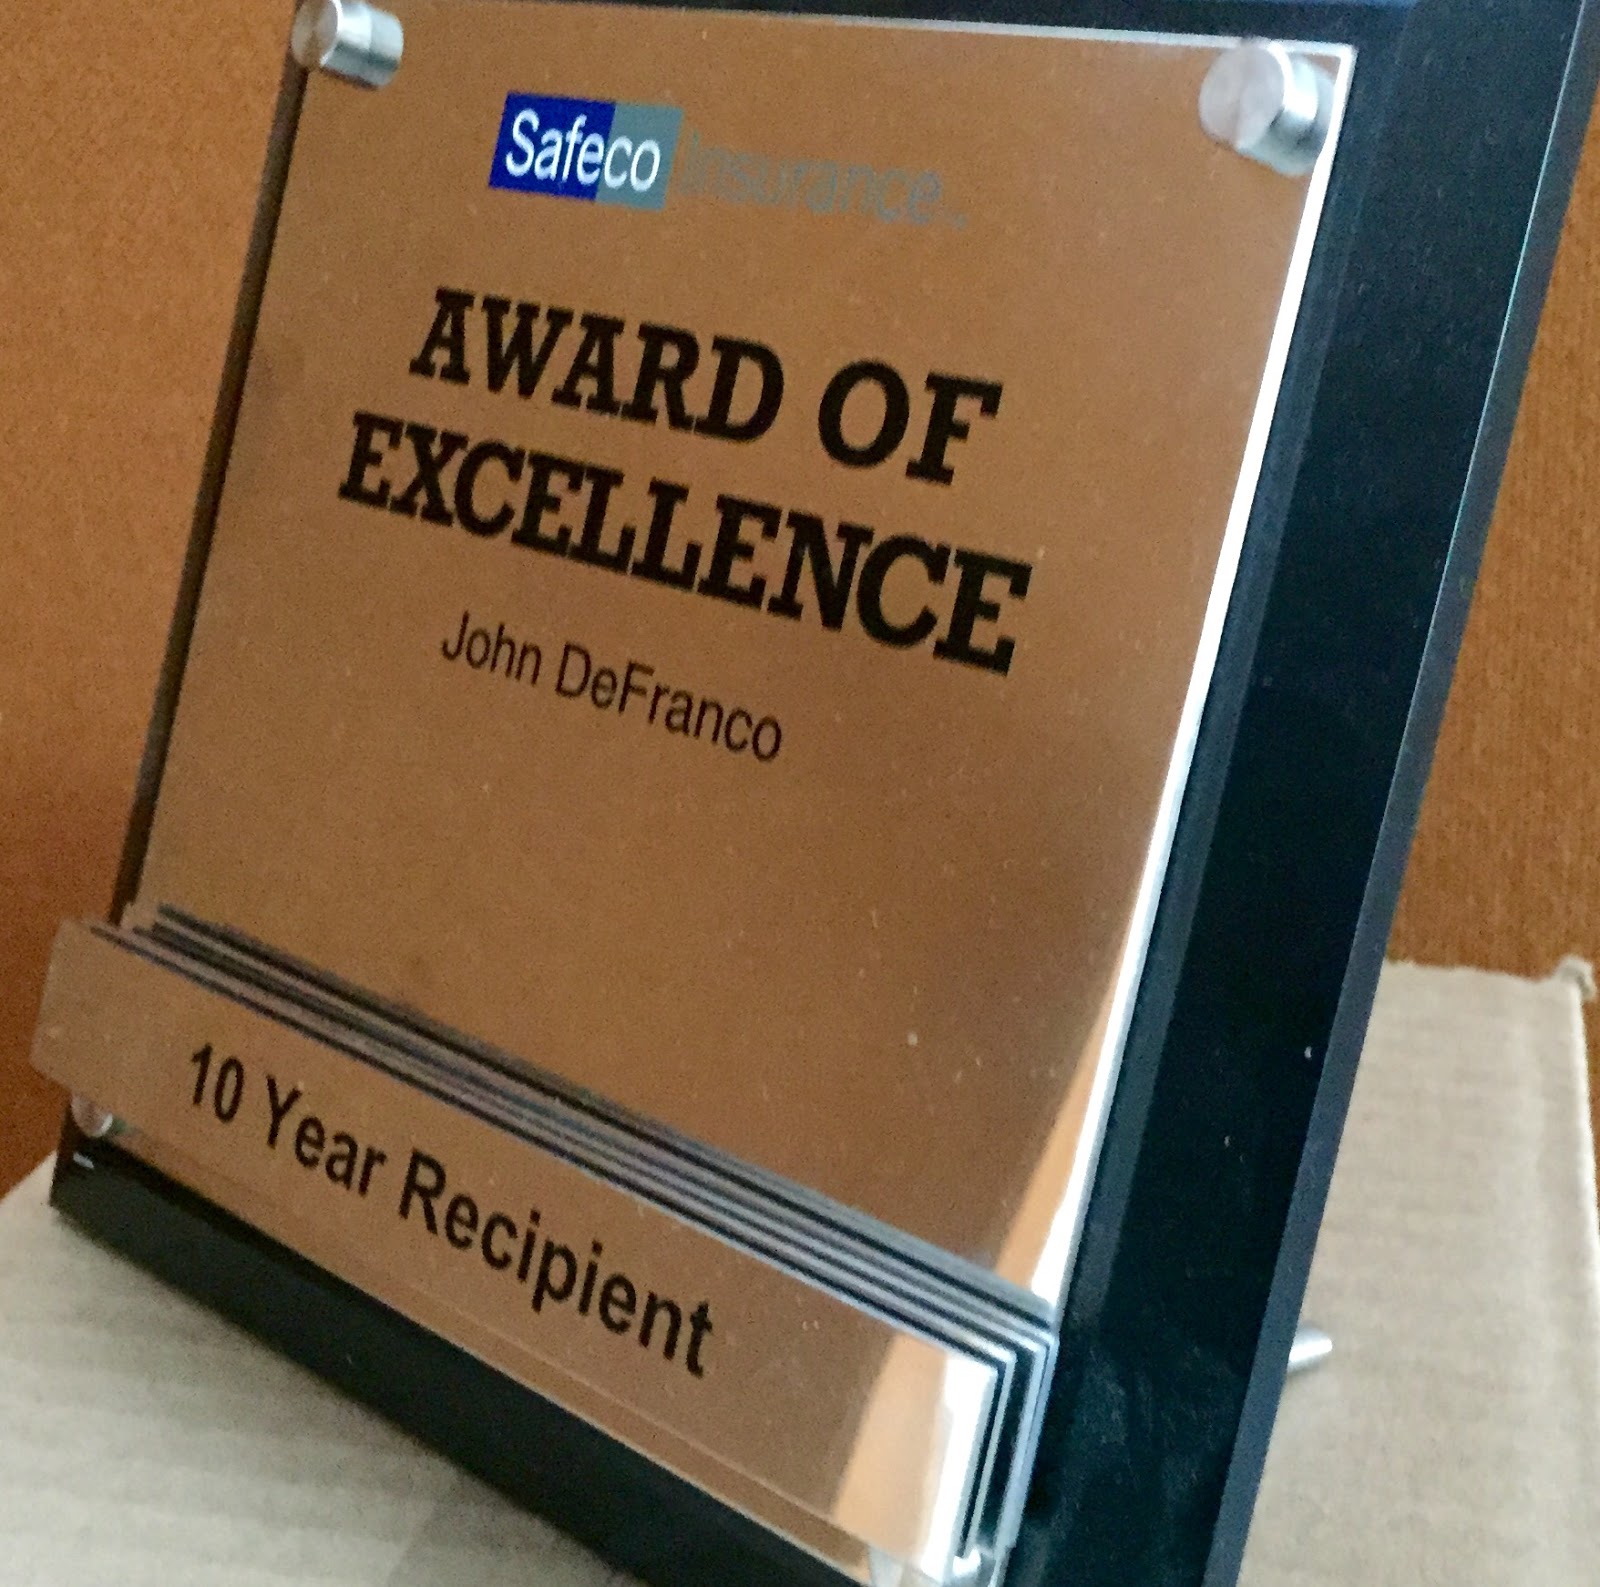 Safeco Insurance
AWARD OF
EXCELLENCE
John DeFranco
10 Year Recipient